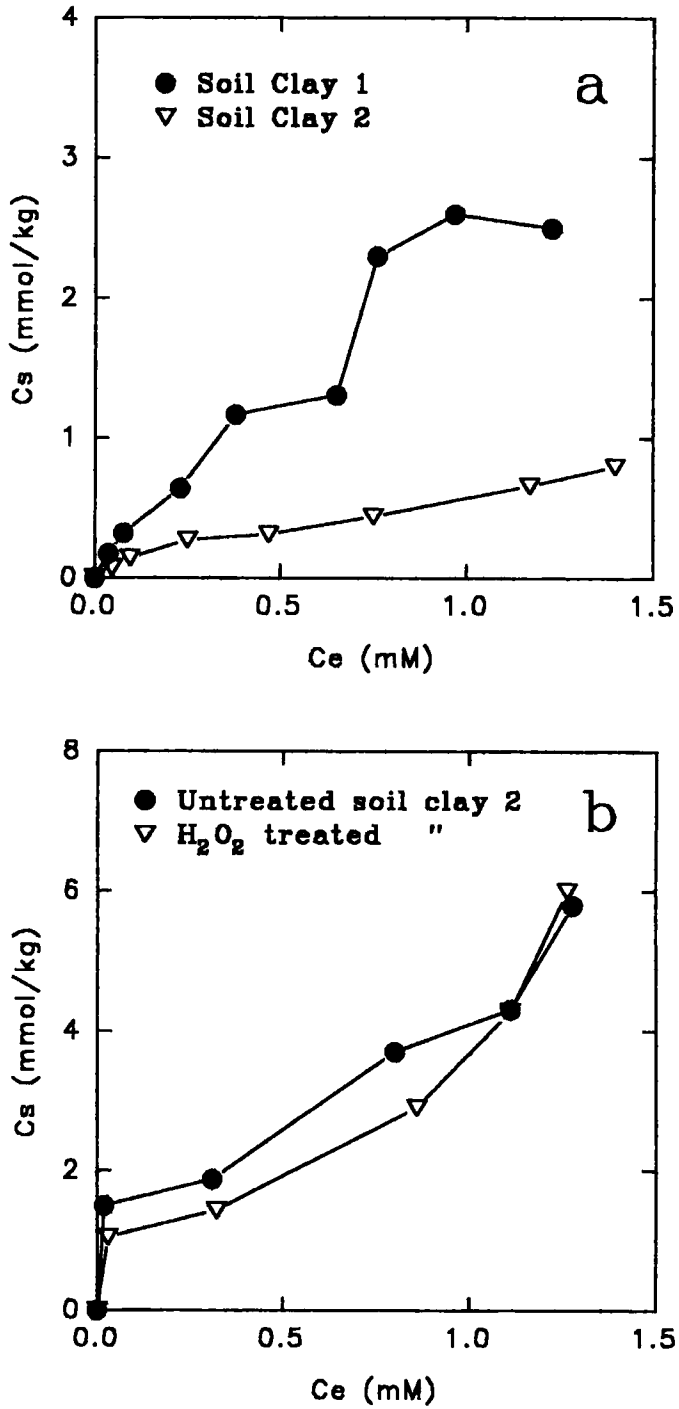 4
Soil Clay 1
a
Soil Clay 2
3
2
1
0
Cs (mmol/kg)
0.0 0.5 1.0 1.5
Ce (mM)
8
Untreated soil clay 2
b
H₂O₂ treated "
6
4
2
0
Cs (mmol/kg)
0.0 0.5 1.0 1.5
Ce (mM)